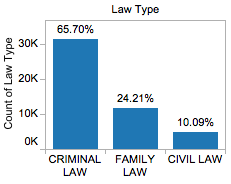 Law Type
65.70%
24.21%
10.09%
Count of Law Type
30K
20K
10K
0K
CRIMINAL LAW
FAMILY LAW
CIVIL LAW